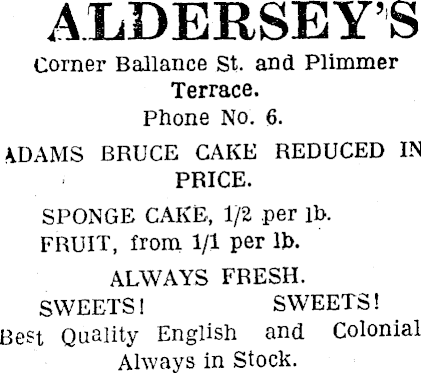 ALDERSEY'S
Corner Ballance St. and Plimmer
Terrace.
Phone No. 6.
ADAMS BRUCE CAKE REDUCED IN
PRICE.
SPONGE CAKE, 1/2 per lb.
FRUIT, from 1/1 per lb.
ALWAYS FRESH.
SWEETS! SWEETS!
Best Quality English and Colonial
Always in Stock.